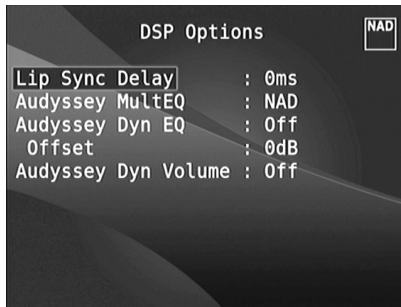 DSP Options
NAD
Lip Sync Delay : 0ms
Audyssey MultEQ : NAD
Audyssey Dyn EQ : Off
Offset : 0dB
Audyssey Dyn Volume : Off